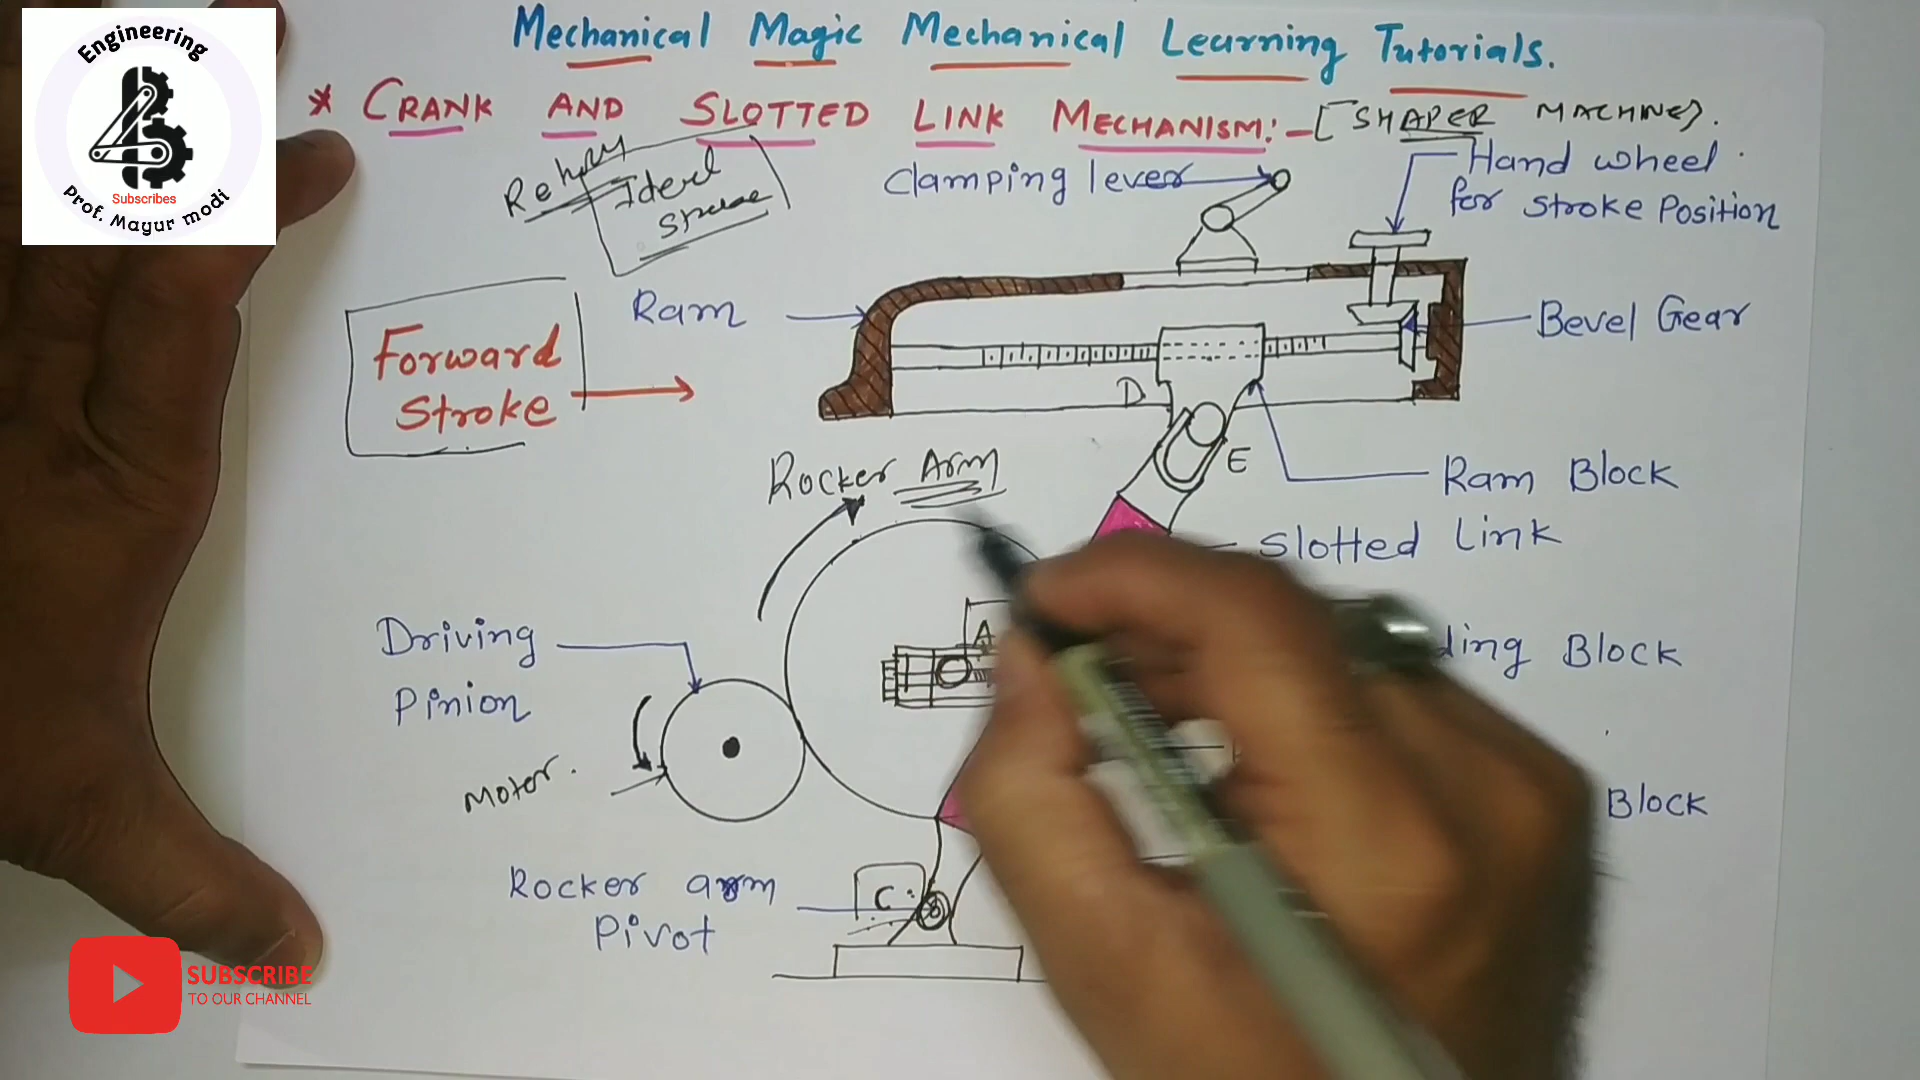 Engineering
Subscribes
Prof. Mayur modi
Mechanical Magic Mechanical Learning Tutorials.
* CRANK AND SLOTTED LINK MECHANISM:- [SHAPER MACHINE].
Clamping lever
Hand wheel
for Stroke Position
Ram
Forward
Stroke
Bevel Gear
D
Rocker Arm
E
Ram Block
Slotted Link
Driving
Pinion
A
ding Block
Motor.
Block
Rocker arm
Pivot
C
SUBSCRIBE
TO OUR CHANNEL